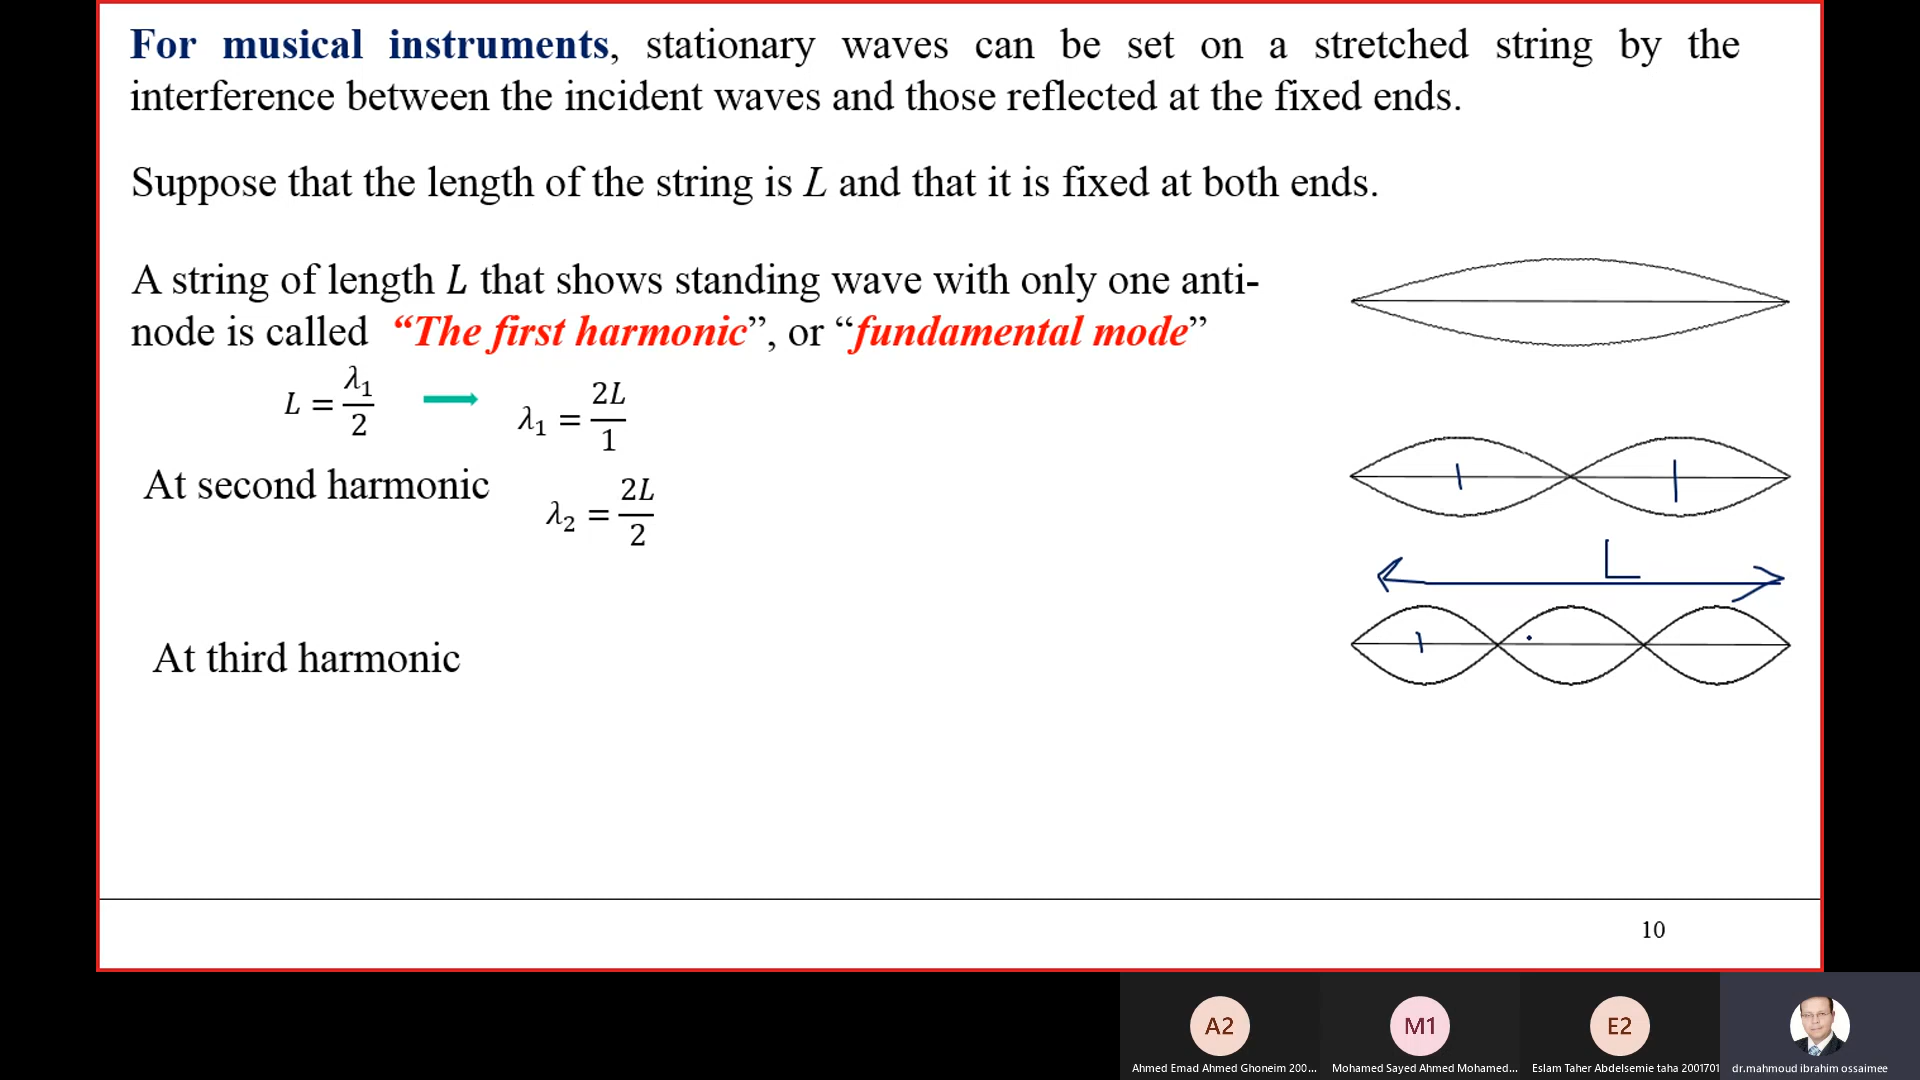 For musical instruments, stationary waves can be set on a stretched string by the
interference between the incident waves and those reflected at the fixed ends.
Suppose that the length of the string is L and that it is fixed at both ends.
A string of length L that shows standing wave with only one anti-
node is called “The first harmonic”, or “fundamental mode”
L = λ₁/2 λ₁ = 2L/1
At second harmonic λ₂ = 2L/2
L
At third harmonic
10
A2 M1 E2
Ahmed Emad Ahmed Ghoneim 200... Mohamed Sayed Ahmed Mohamed... Eslam Taher Abdelsemie taha 2001701 dr.mahmoud ibrahim ossaimee